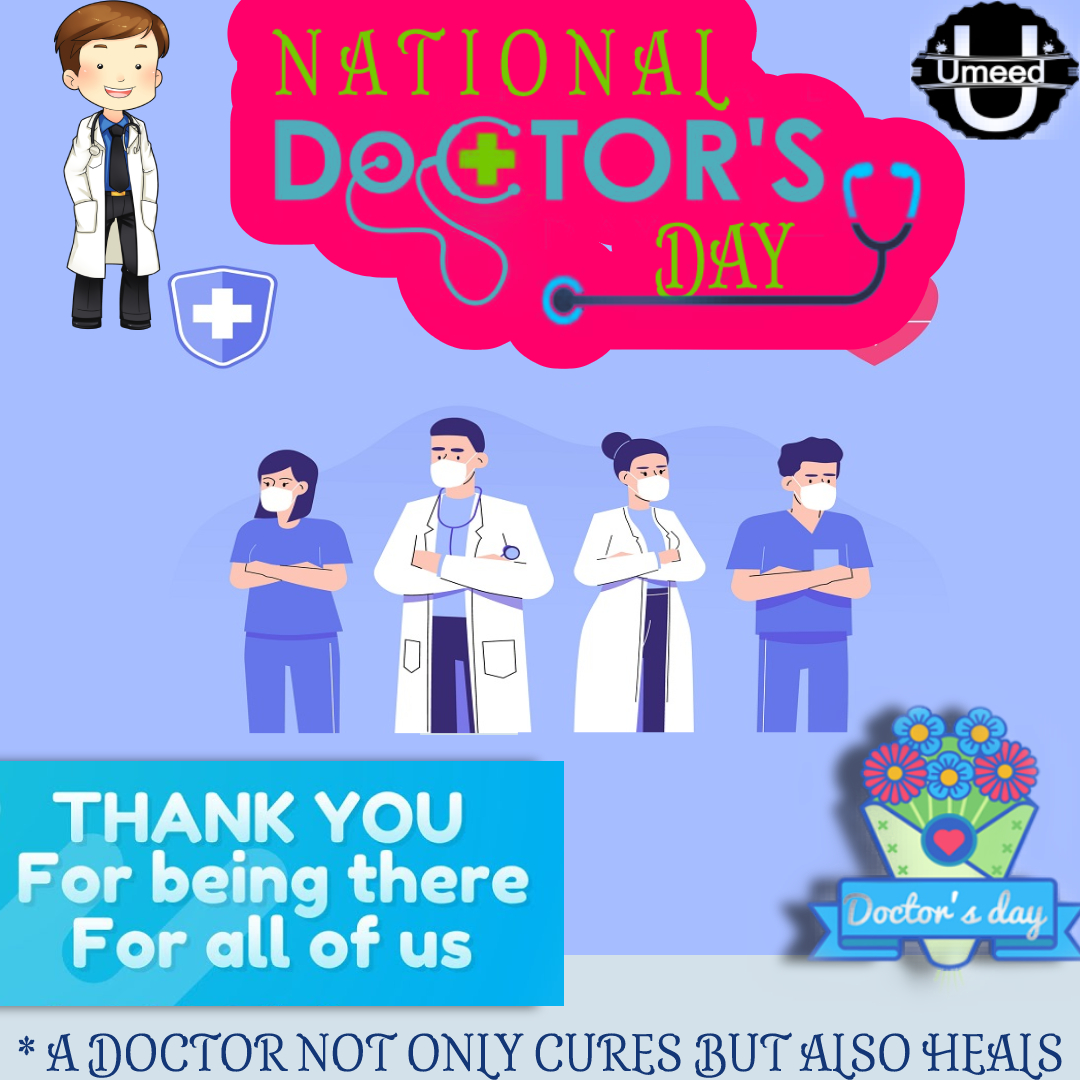 NATIONAL
DOCTOR'S
DAY
U
Umeed
THANK YOU
For being there
For all of us
Doctor's day
* A DOCTOR NOT ONLY CURES BUT ALSO HEALS